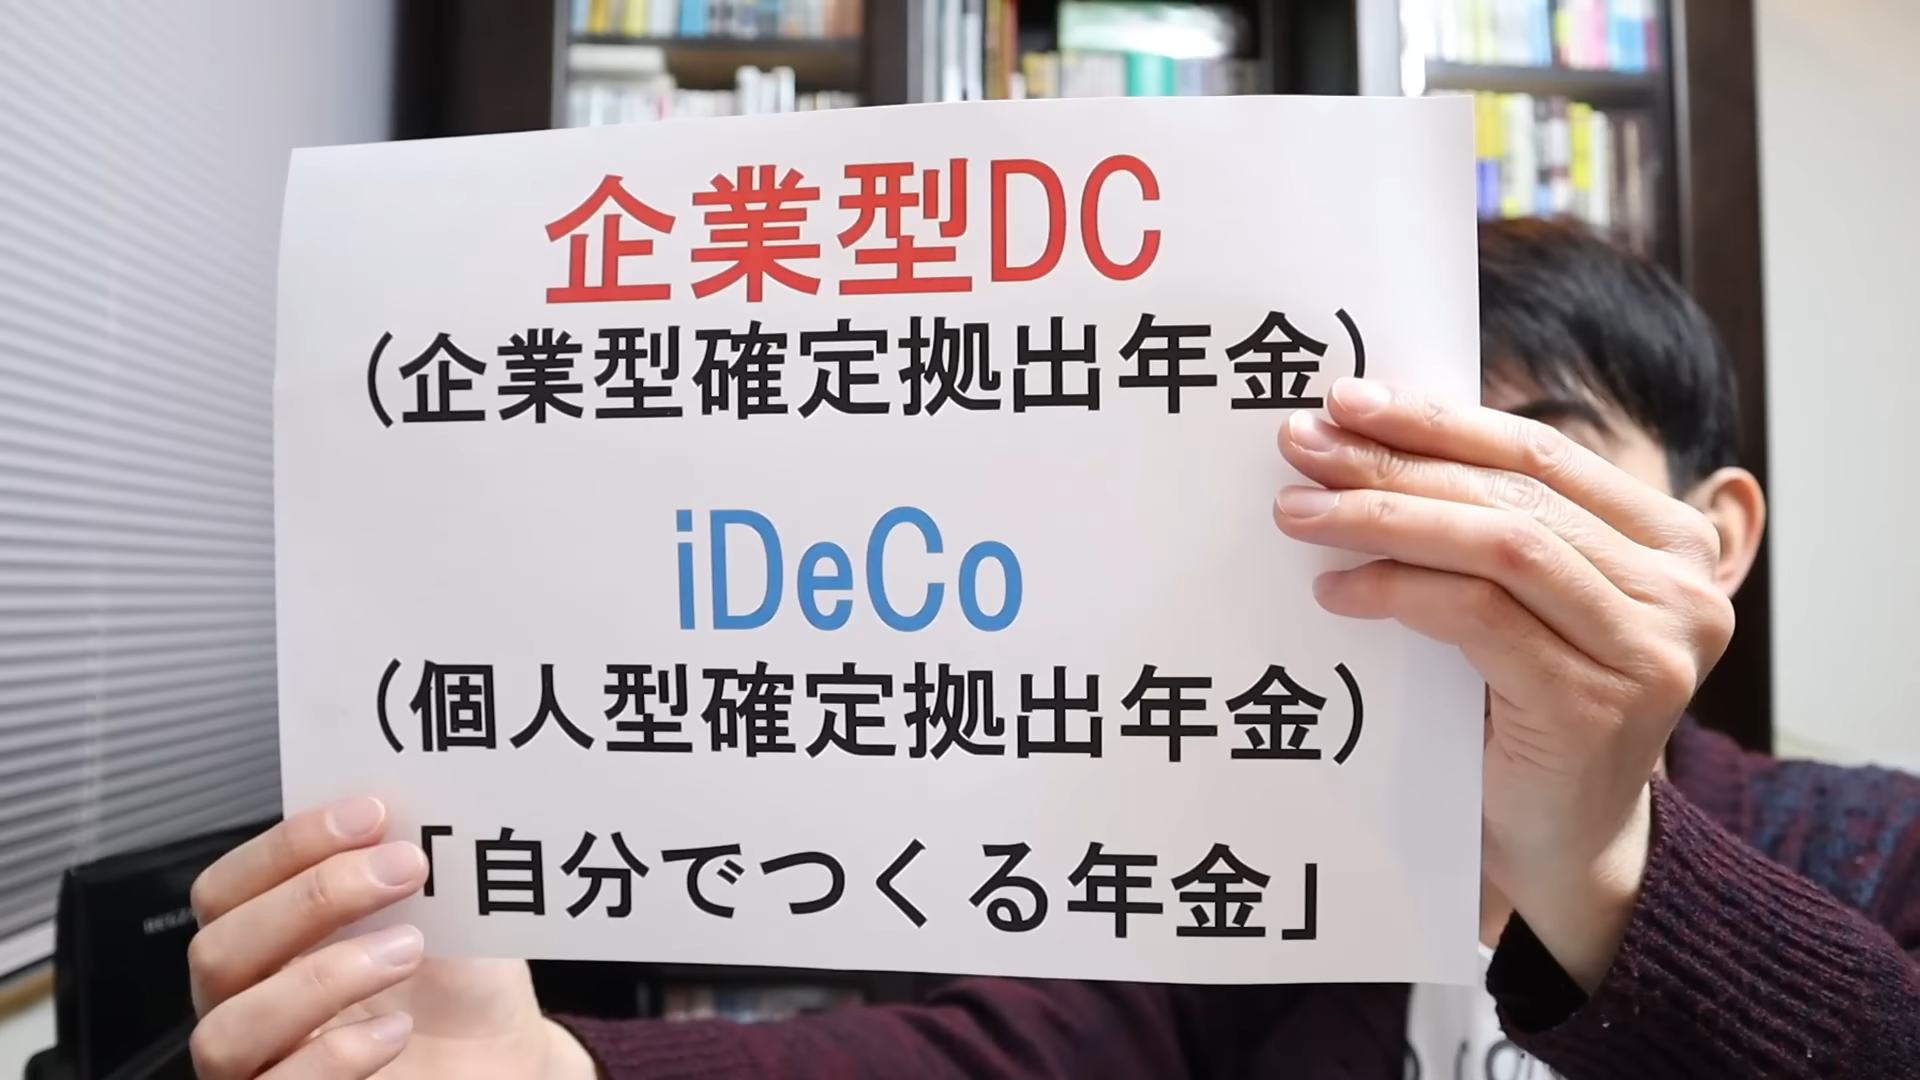 企業型DC
（企業型確定拠出年金）
iDeCo
（個人型確定拠出年金）
「自分でつくる年金」